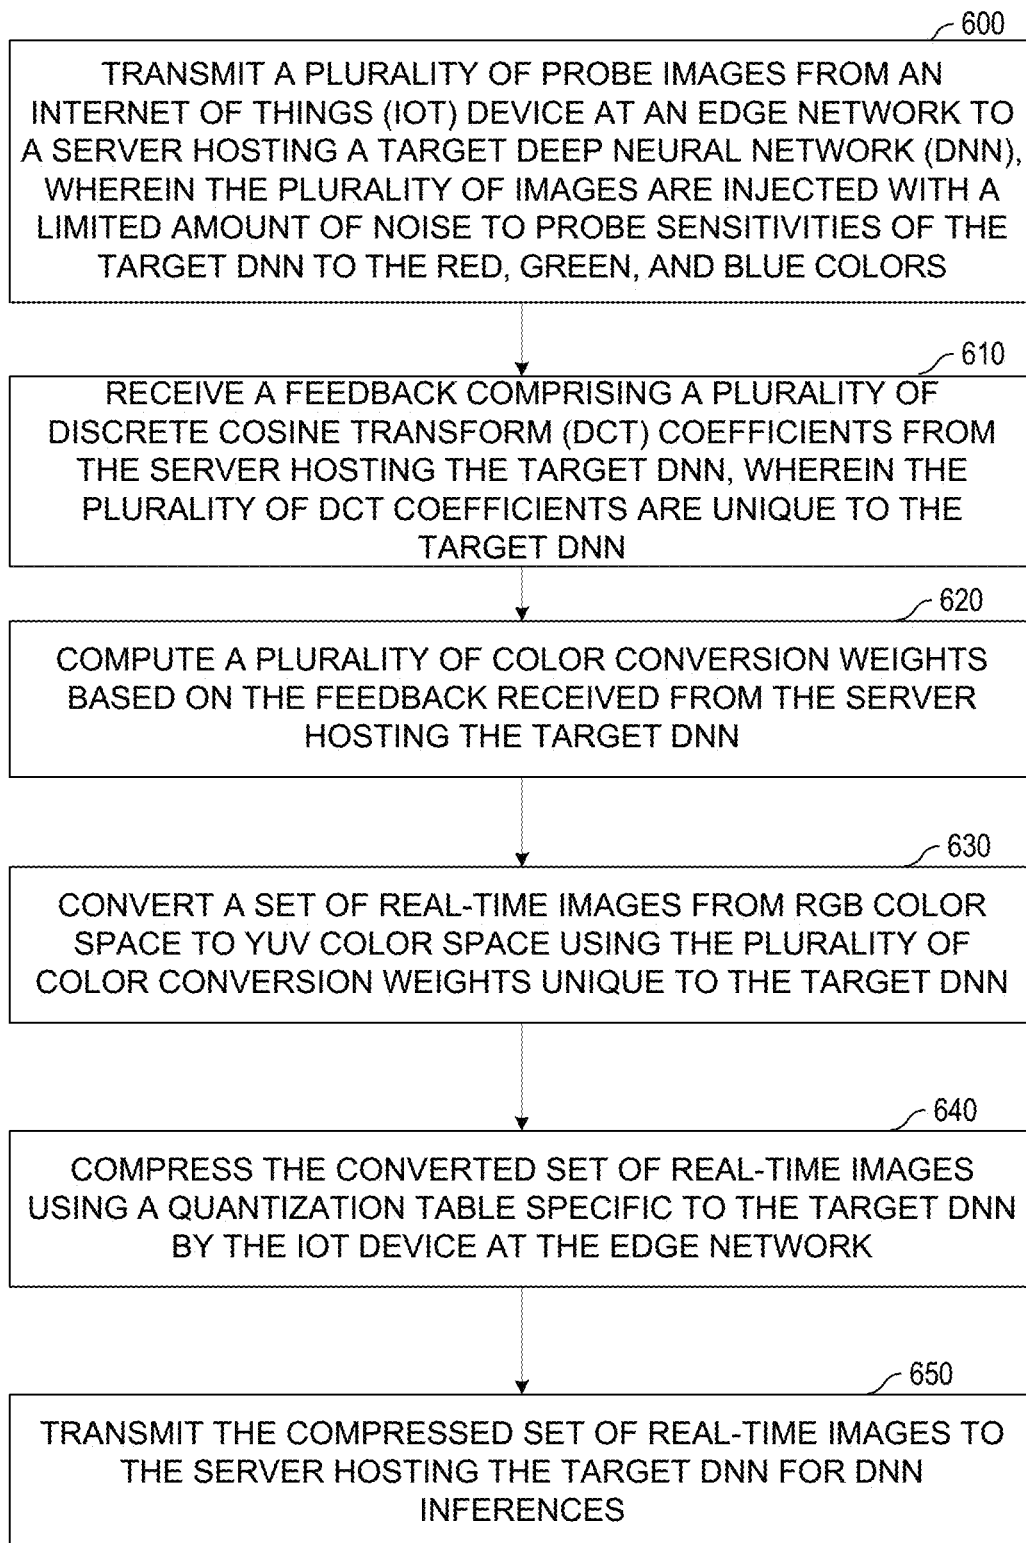 600
TRANSMIT A PLURALITY OF PROBE IMAGES FROM AN
INTERNET OF THINGS (IOT) DEVICE AT AN EDGE NETWORK TO
A SERVER HOSTING A TARGET DEEP NEURAL NETWORK (DNN),
WHEREIN THE PLURALITY OF IMAGES ARE INJECTED WITH A
LIMITED AMOUNT OF NOISE TO PROBE SENSITIVITIES OF THE
TARGET DNN TO THE RED, GREEN, AND BLUE COLORS
610
RECEIVE A FEEDBACK COMPRISING A PLURALITY OF
DISCRETE COSINE TRANSFORM (DCT) COEFFICIENTS FROM
THE SERVER HOSTING THE TARGET DNN, WHEREIN THE
PLURALITY OF DCT COEFFICIENTS ARE UNIQUE TO THE
TARGET DNN
620
COMPUTE A PLURALITY OF COLOR CONVERSION WEIGHTS
BASED ON THE FEEDBACK RECEIVED FROM THE SERVER
HOSTING THE TARGET DNN
630
CONVERT A SET OF REAL-TIME IMAGES FROM RGB COLOR
SPACE TO YUV COLOR SPACE USING THE PLURALITY OF
COLOR CONVERSION WEIGHTS UNIQUE TO THE TARGET DNN
640
COMPRESS THE CONVERTED SET OF REAL-TIME IMAGES
USING A QUANTIZATION TABLE SPECIFIC TO THE TARGET DNN
BY THE IOT DEVICE AT THE EDGE NETWORK
650
TRANSMIT THE COMPRESSED SET OF REAL-TIME IMAGES TO
THE SERVER HOSTING THE TARGET DNN FOR DNN
INFERENCES